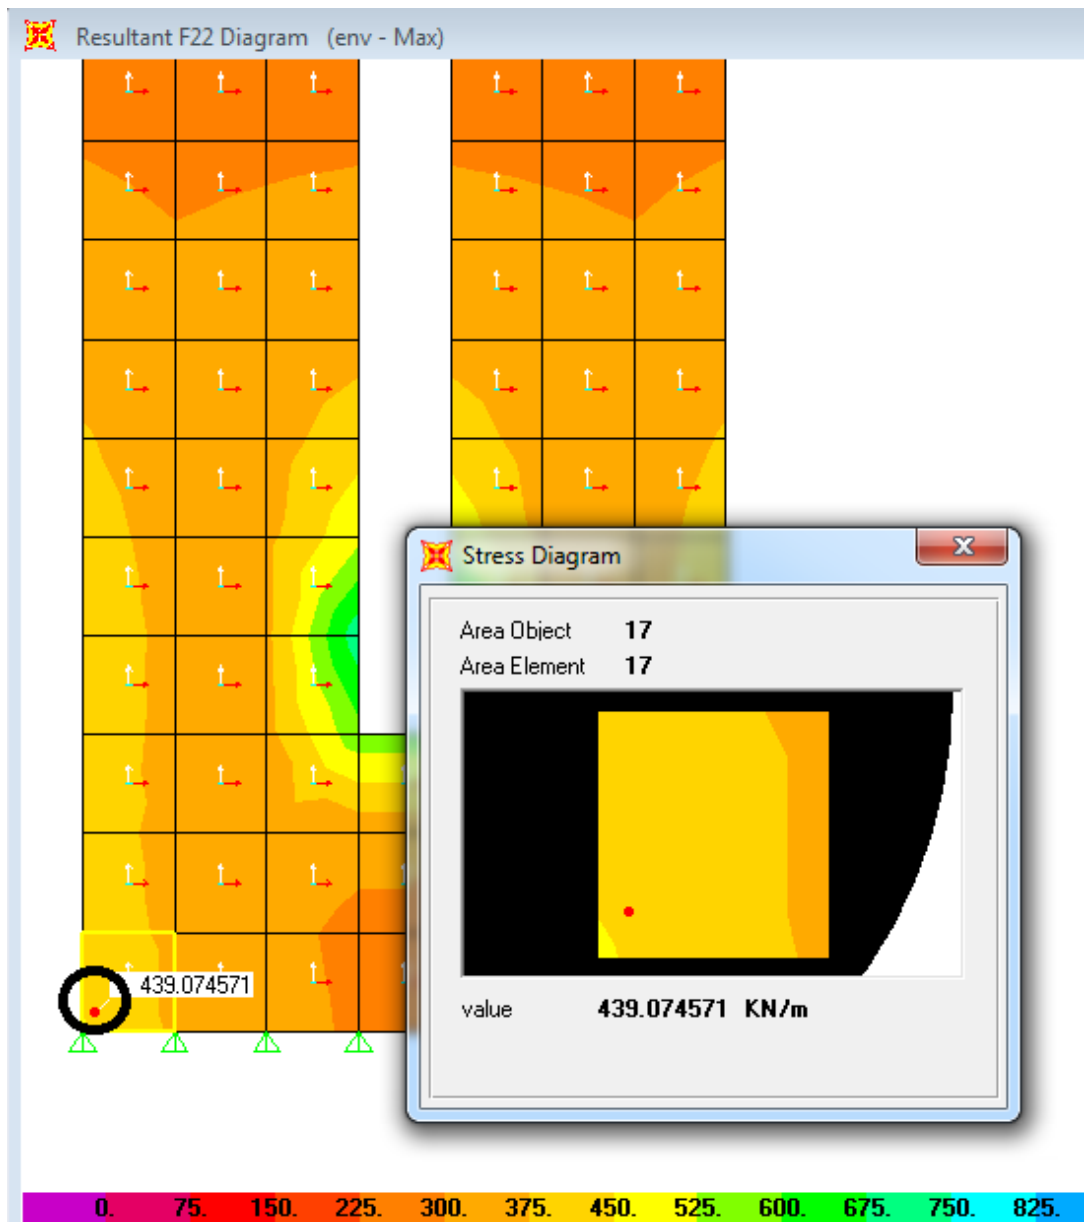 Resultant F22 Diagram (env - Max)
Stress Diagram
X
Area Object 17
Area Element 17
439.074571
value 439.074571 KN/m
0. 75. 150. 225. 300. 375. 450. 525. 600. 675. 750. 825.